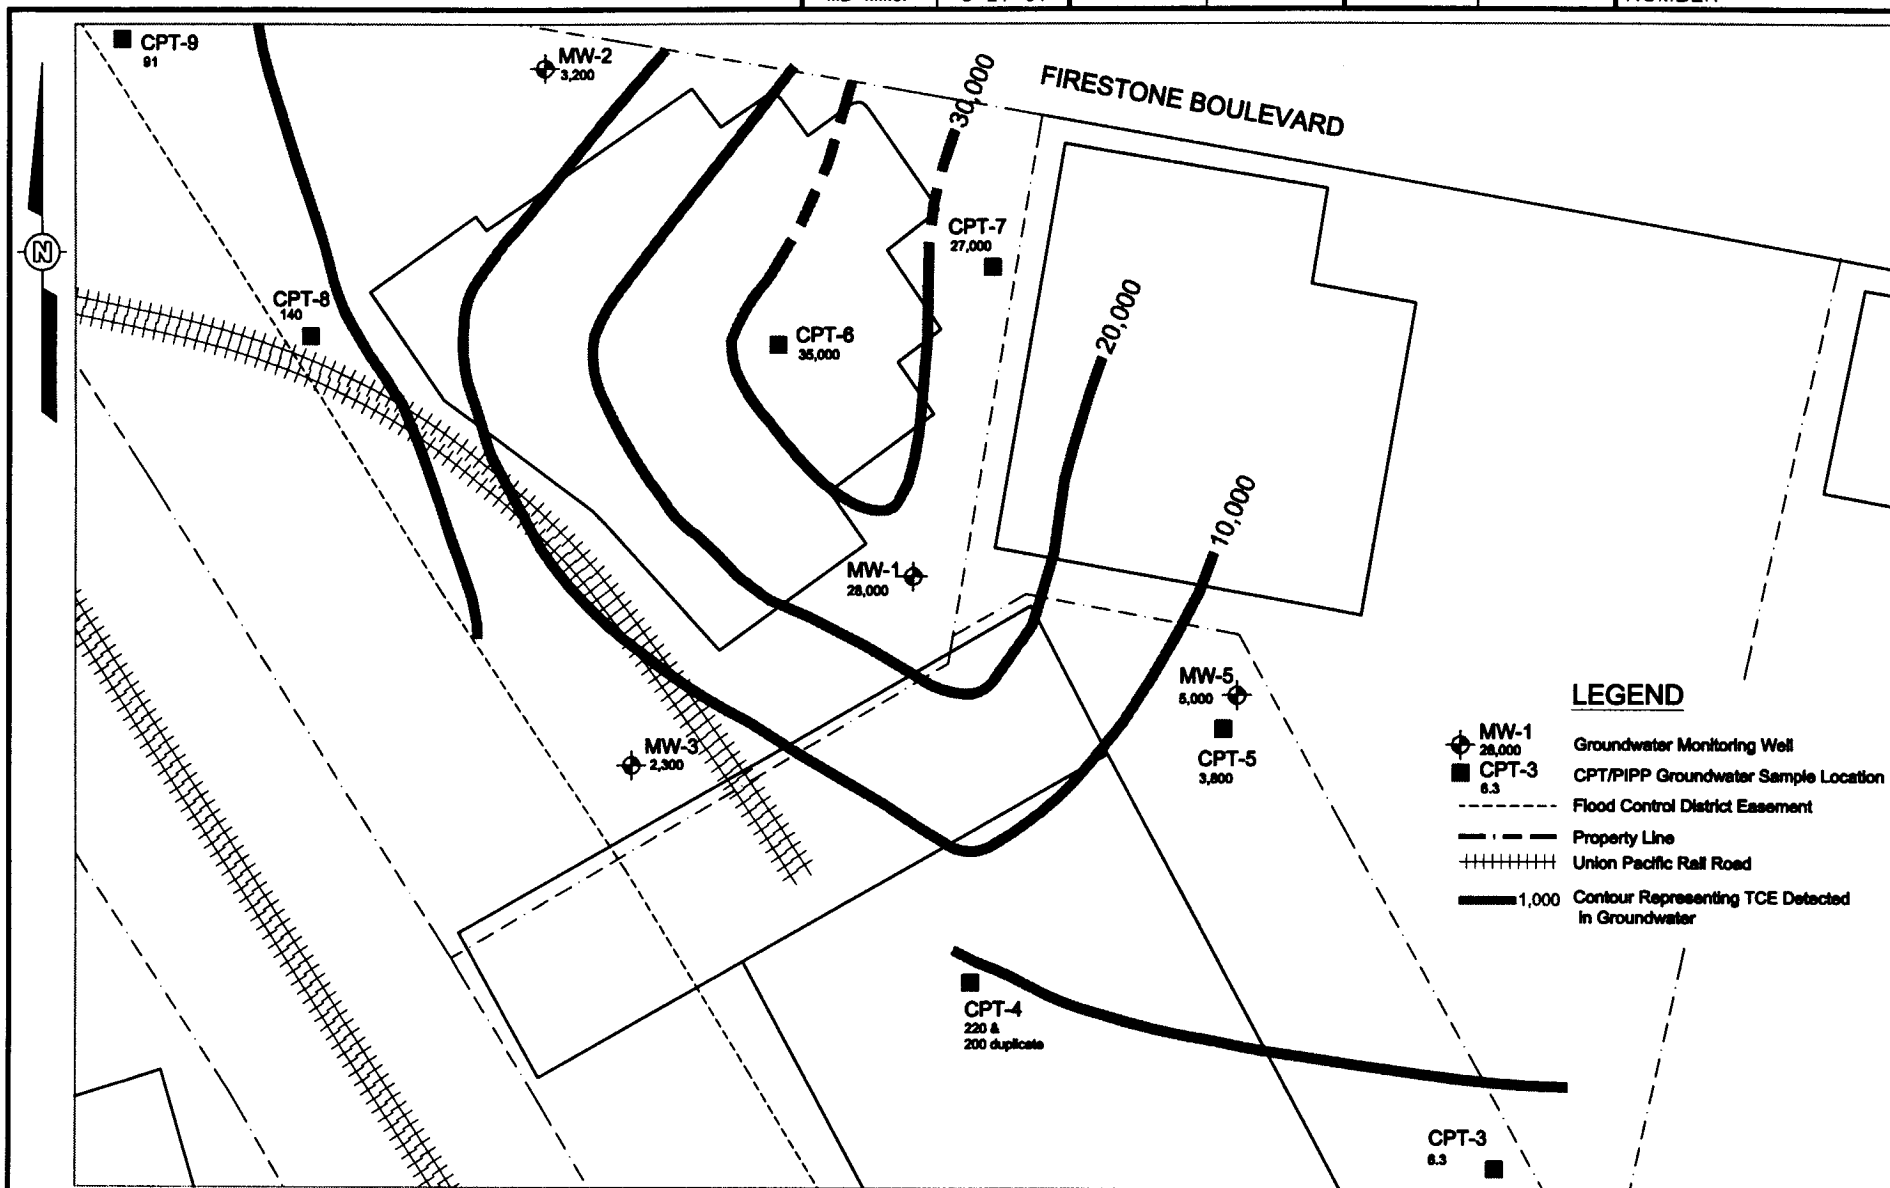 CPT-9
91
MW-2
3,200
30,000
FIRESTONE BOULEVARD
N
CPT-7
27,000
CPT-8
140
CPT-6
35,000
20,000
10,000
MW-1
28,000
MW-5
5,000
CPT-5
3,800
MW-3
2,300
LEGEND
MW-1
28,000
Groundwater Monitoring Well
CPT-3
6.3
CPT/PIPP Groundwater Sample Location
Flood Control District Easement
Property Line
Union Pacific Rail Road
1,000
Contour Representing TCE Detected
in Groundwater
CPT-4
220 &
200 duplicate
CPT-3
6.3